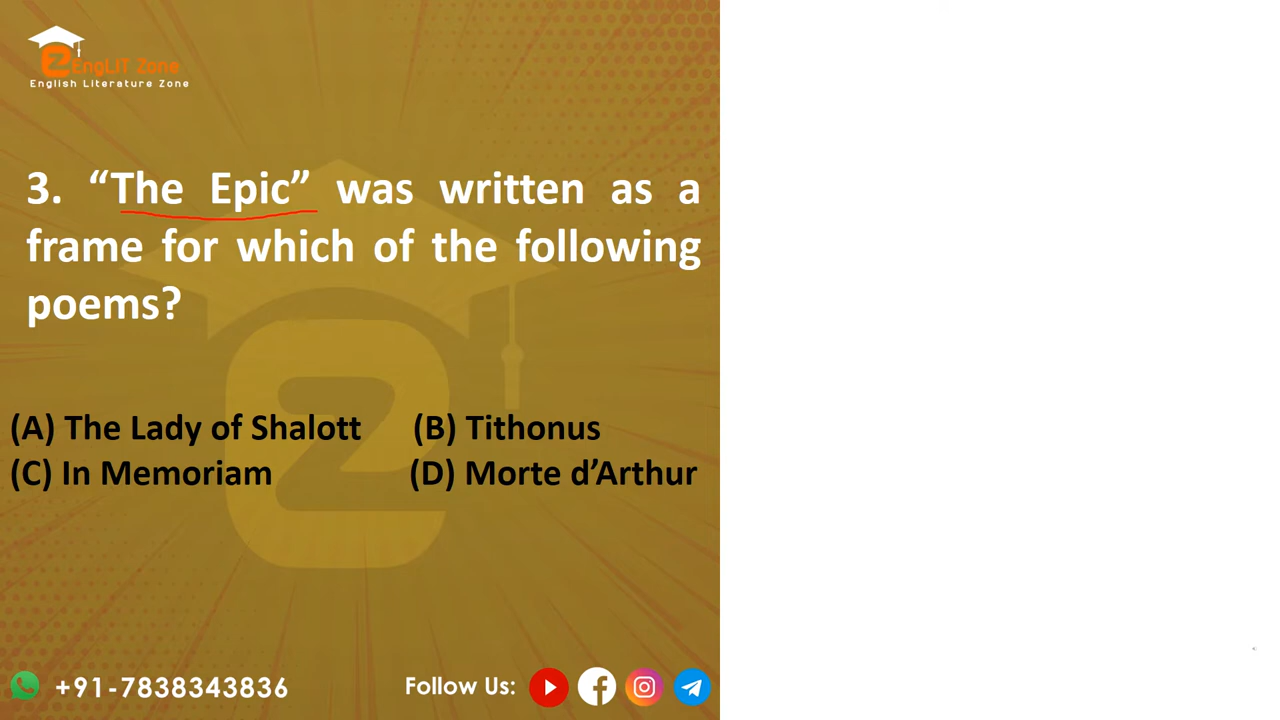 EngLIT Zone
English Literature Zone
3. “The Epic” was written as a
frame for which of the following
poems?
(A) The Lady of Shalott (B) Tithonus
(C) In Memoriam (D) Morte d’Arthur
+91-7838343836 Follow Us: